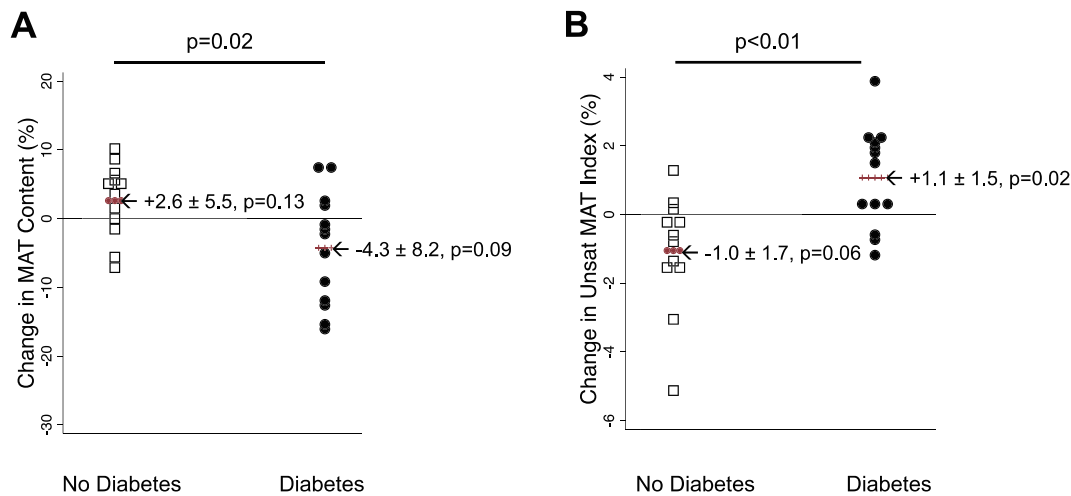 A
p=0.02
Change in MAT Content (%)
20
10
0
-10
-20
-30
+2.6 ± 5.5, p=0.13
-4.3 ± 8.2, p=0.09
No Diabetes
Diabetes
B
p<0.01
Change in Unsat MAT Index (%)
4
2
0
-2
-4
-6
+1.1 ± 1.5, p=0.02
-1.0 ± 1.7, p=0.06
No Diabetes
Diabetes